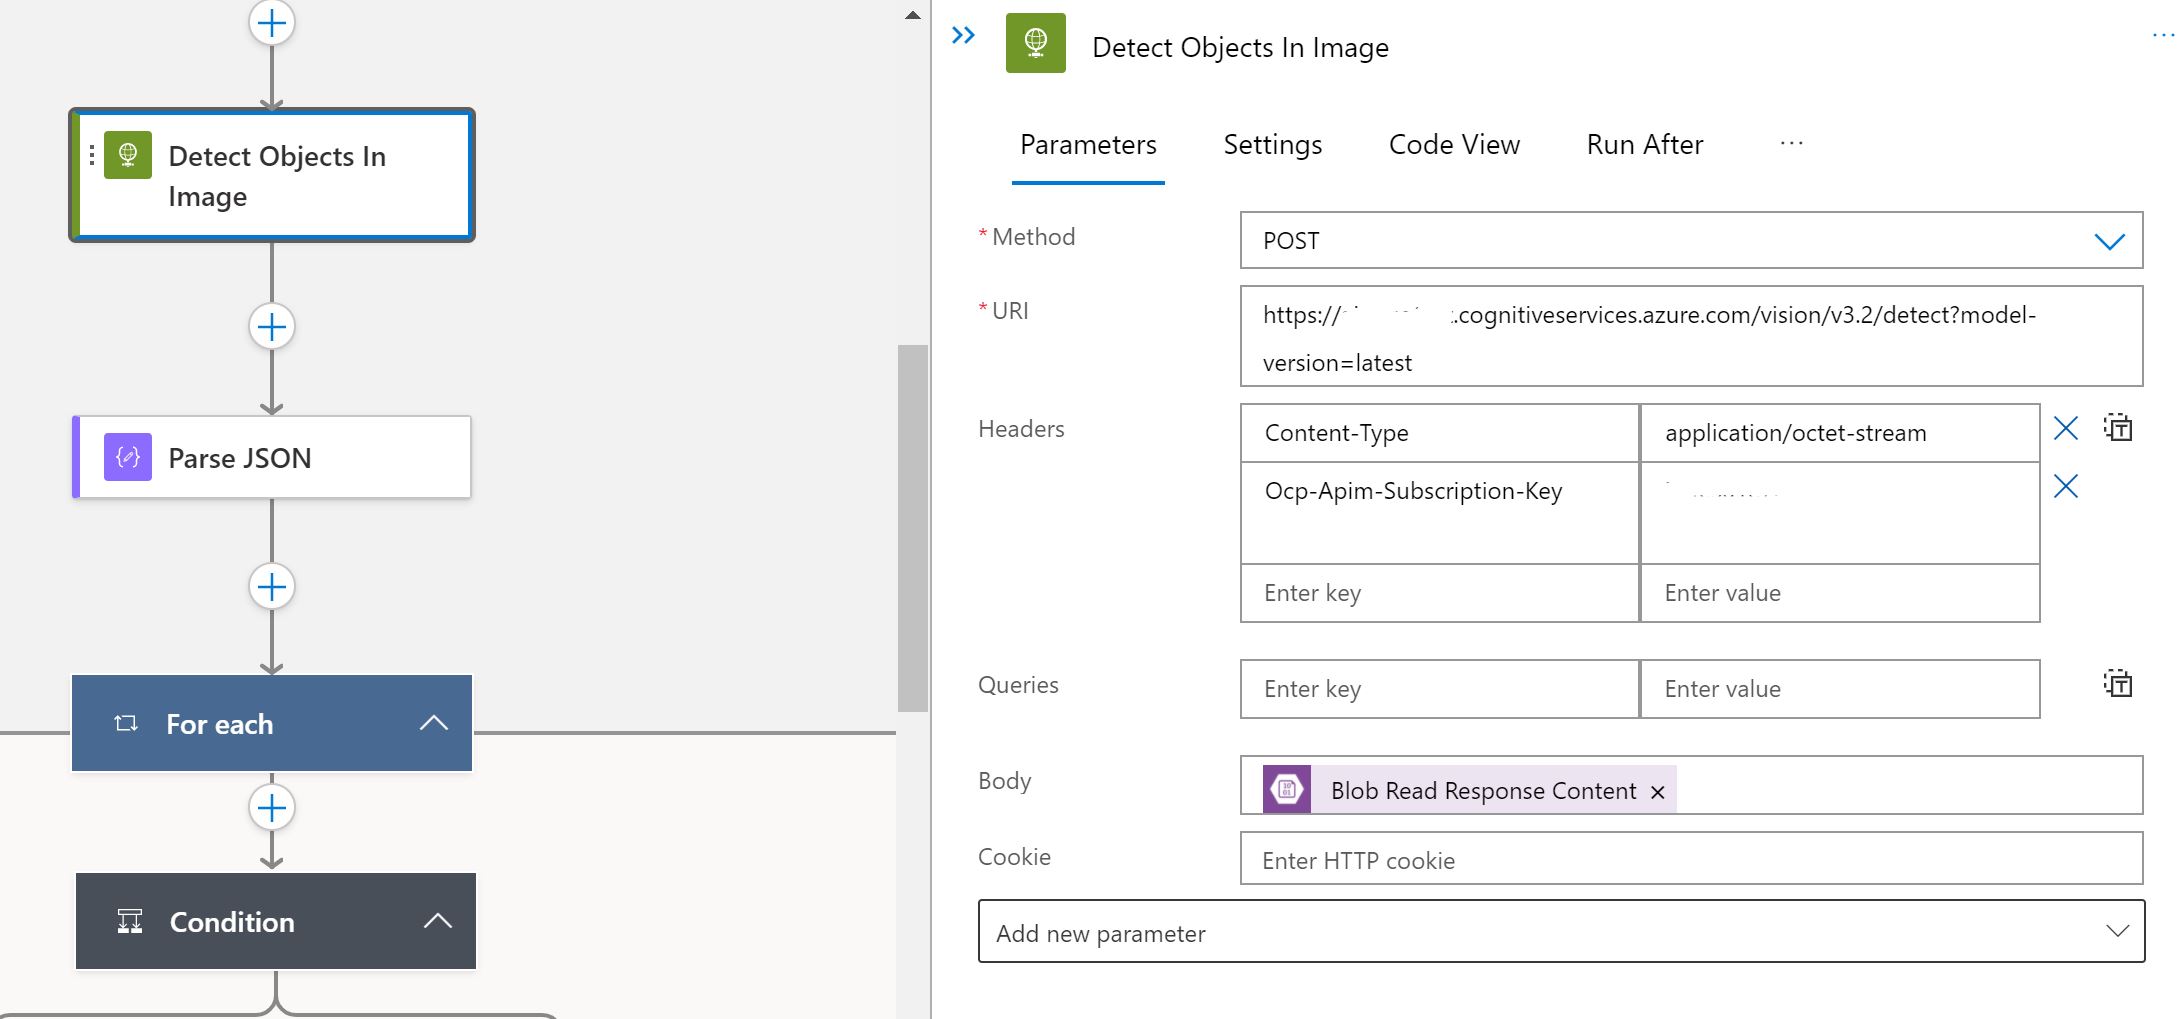 Detect Objects In
Image
Parse JSON
For each
Condition
Detect Objects In Image
Parameters Settings Code View Run After ...
* Method
POST
* URI
https:// .cognitiveservices.azure.com/vision/v3.2/detect?model-
version=latest
Headers
Content-Type application/octet-stream
Ocp-Apim-Subscription-Key
Enter key Enter value
Queries
Enter key Enter value
Body
Blob Read Response Content ×
Cookie
Enter HTTP cookie
Add new parameter